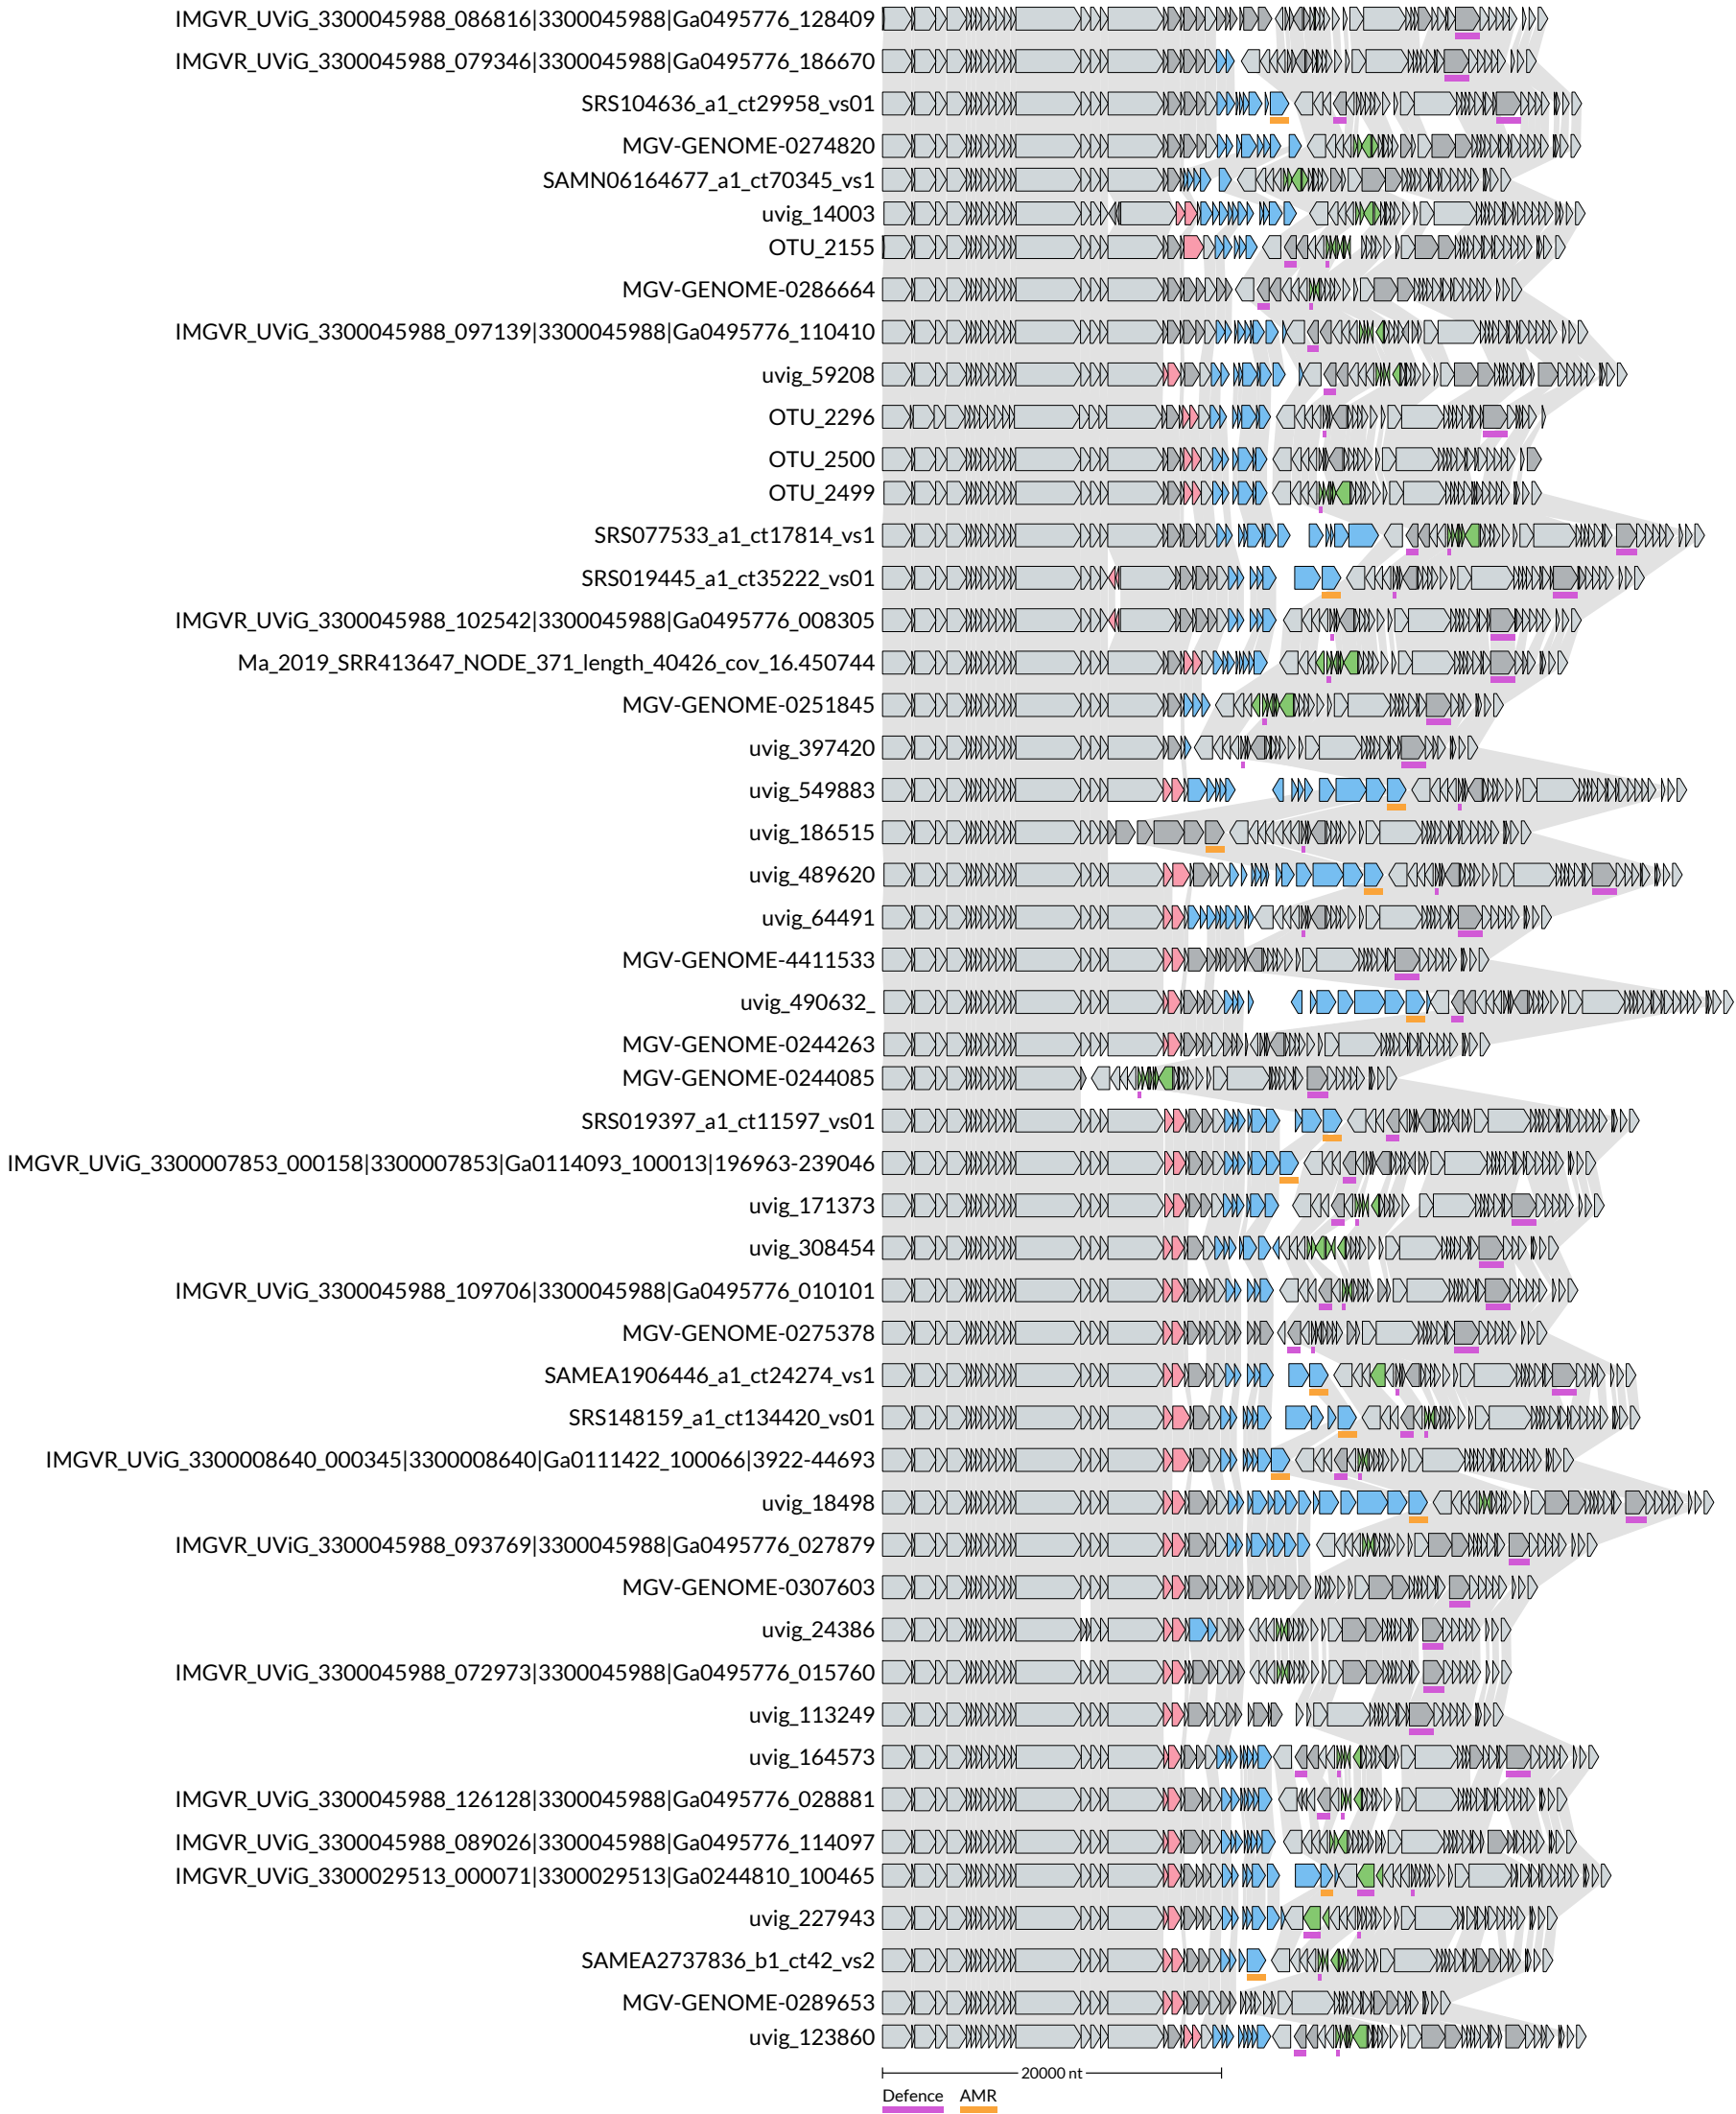 IMGVR_UViG_3300045988_086816|3300045988|Ga0495776_128409
IMGVR_UViG_3300045988_079346|3300045988|Ga0495776_186670
SRS104636_a1_ct29958_vs01
MGV-GENOME-0274820
SAMN06164677_a1_ct70345_vs1
uvig_14003
OTU_2155
MGV-GENOME-0286664
IMGVR_UViG_3300045988_097139|3300045988|Ga0495776_110410
uvig_59208
OTU_2296
OTU_2500
OTU_2499
SRS077533_a1_ct17814_vs1
SRS019445_a1_ct35222_vs01
IMGVR_UViG_3300045988_102542|3300045988|Ga0495776_008305
Ma_2019_SRR413647_NODE_371_length_40426_cov_16.450744
MGV-GENOME-0251845
uvig_397420
uvig_549883
uvig_186515
uvig_489620
uvig_64491
MGV-GENOME-4411533
uvig_490632_
MGV-GENOME-0244263
MGV-GENOME-0244085
SRS019397_a1_ct11597_vs01
IMGVR_UViG_3300007853_000158|3300007853|Ga0114093_100013|196963-239046
uvig_171373
uvig_308454
IMGVR_UViG_3300045988_109706|3300045988|Ga0495776_010101
MGV-GENOME-0275378
SAMEA1906446_a1_ct24274_vs1
SRS148159_a1_ct134420_vs01
IMGVR_UViG_3300008640_000345|3300008640|Ga0111422_100066|3922-44693
uvig_18498
IMGVR_UViG_3300045988_093769|3300045988|Ga0495776_027879
MGV-GENOME-0307603
uvig_24386
IMGVR_UViG_3300045988_072973|3300045988|Ga0495776_015760
uvig_113249
uvig_164573
IMGVR_UViG_3300045988_126128|3300045988|Ga0495776_028881
IMGVR_UViG_3300045988_089026|3300045988|Ga0495776_114097
IMGVR_UViG_3300029513_000071|3300029513|Ga0244810_100465
uvig_227943
SAMEA2737836_b1_ct42_vs2
MGV-GENOME-0289653
uvig_123860
20000 nt
Defence AMR